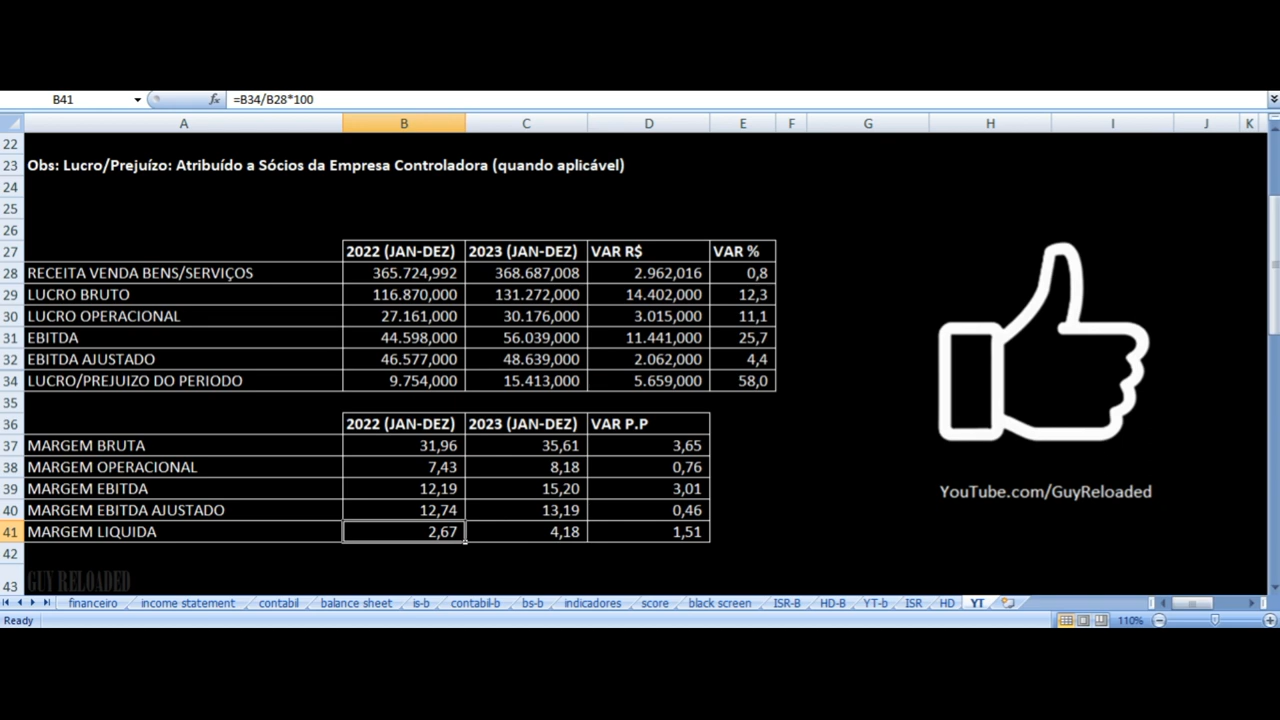 B41 fx =B34/B28*100
A B C D E F G H I J K
22
23 Obs: Lucro/Prejuízo: Atribuído a Sócios da Empresa Controladora (quando aplicável)
24
25
26
27 2022 (JAN-DEZ) 2023 (JAN-DEZ) VAR R$ VAR %
28 RECEITA VENDA BENS/SERVIÇOS 365.724,992 368.687,008 2.962,016 0,8
29 LUCRO BRUTO 116.870,000 131.272,000 14.402,000 12,3
30 LUCRO OPERACIONAL 27.161,000 30.176,000 3.015,000 11,1
31 EBITDA 44.598,000 56.039,000 11.441,000 25,7
32 EBITDA AJUSTADO 46.577,000 48.639,000 2.062,000 4,4
34 LUCRO/PREJUIZO DO PERIODO 9.754,000 15.413,000 5.659,000 58,0
35
36 2022 (JAN-DEZ) 2023 (JAN-DEZ) VAR P.P
37 MARGEM BRUTA 31,96 35,61 3,65
38 MARGEM OPERACIONAL 7,43 8,18 0,76
39 MARGEM EBITDA 12,19 15,20 3,01
40 MARGEM EBITDA AJUSTADO 12,74 13,19 0,46
41 MARGEM LIQUIDA 2,67 4,18 1,51
42
43 GUY RELOADED
YouTube.com/GuyReloaded
financeiro income statement contabil balance sheet is-b contabil-b bs-b indicadores score black screen ISR-B HD-B YT-b ISR HD YT
Ready 110%